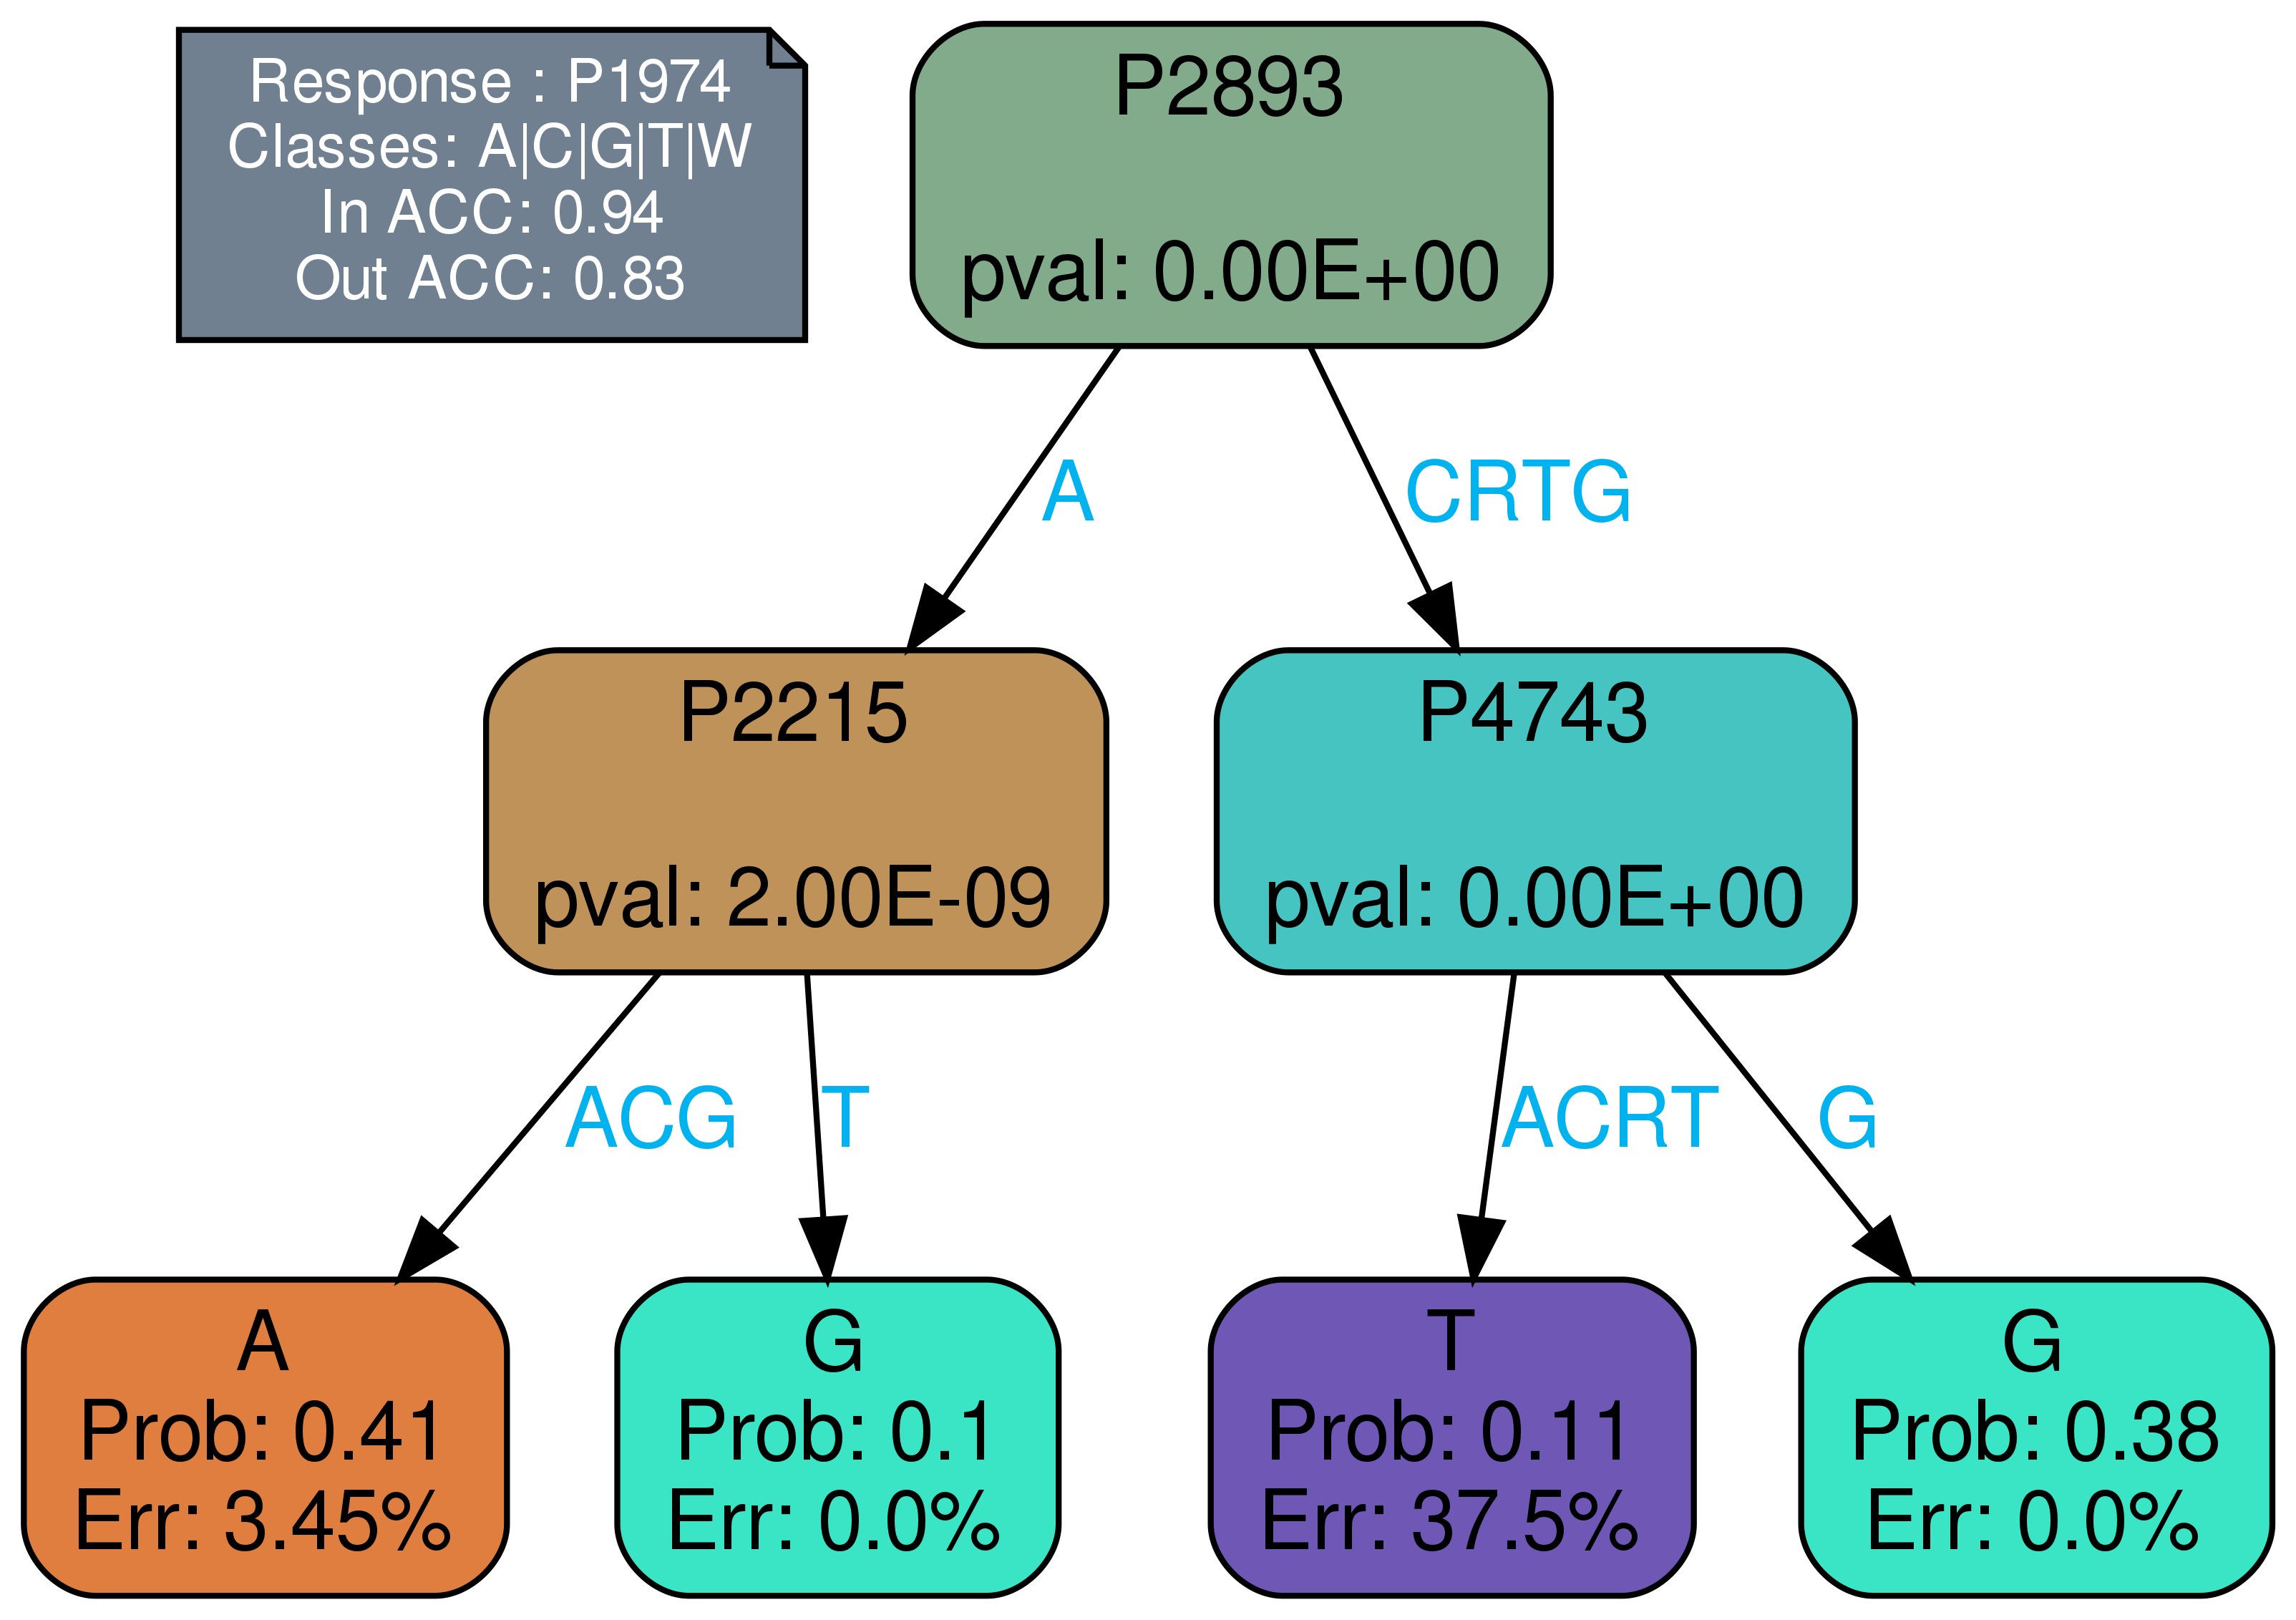 Response : P1974
Classes: A|C|G|T|W
In ACC: 0.94
Out ACC: 0.83
P2893
pval: 0.00E+00
A
CRTG
P2215
pval: 2.00E-09
P4743
pval: 0.00E+00
ACG
T
ACRT
G
A
Prob: 0.41
Err: 3.45%
G
Prob: 0.1
Err: 0.0%
T
Prob: 0.11
Err: 37.5%
G
Prob: 0.38
Err: 0.0%